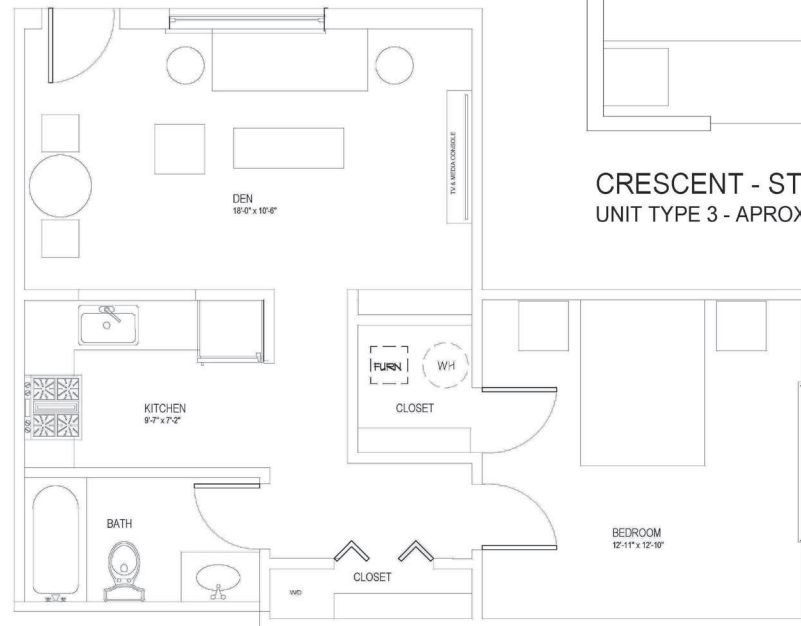 TV & MEDIA CONSOLE
DEN
18'-0" x 10'-6"
CRESCENT - ST
UNIT TYPE 3 - APROX
FURN
WH
CLOSET
KITCHEN
9'-7" x 7'-2"
BATH
BEDROOM
12'-11" x 12'-10"
CLOSET
WD